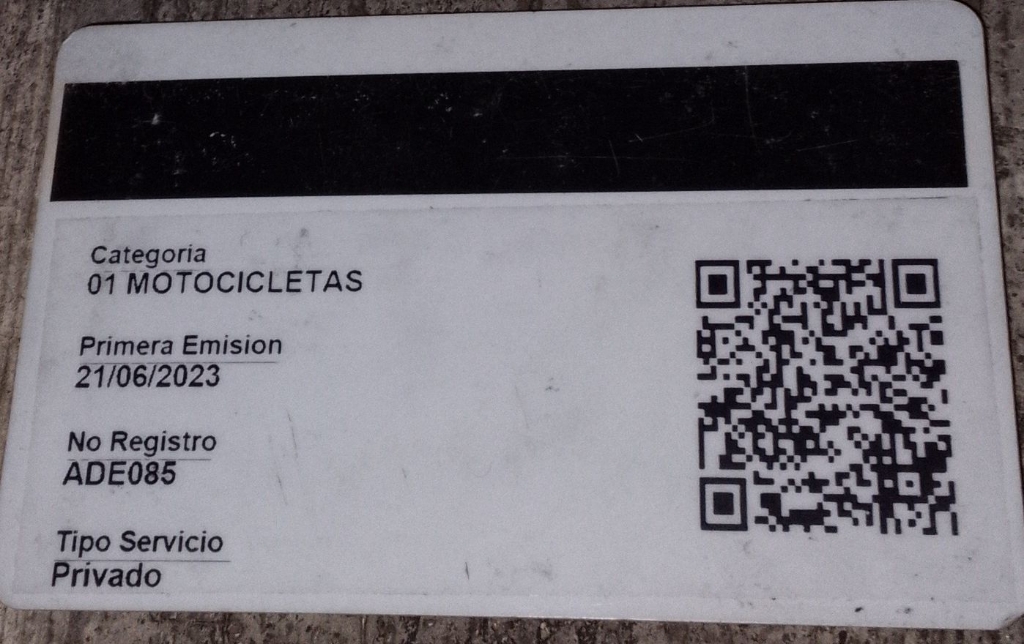 Categoria
01 MOTOCICLETAS
Primera Emision
21/06/2023
No Registro
ADE085
Tipo Servicio
Privado